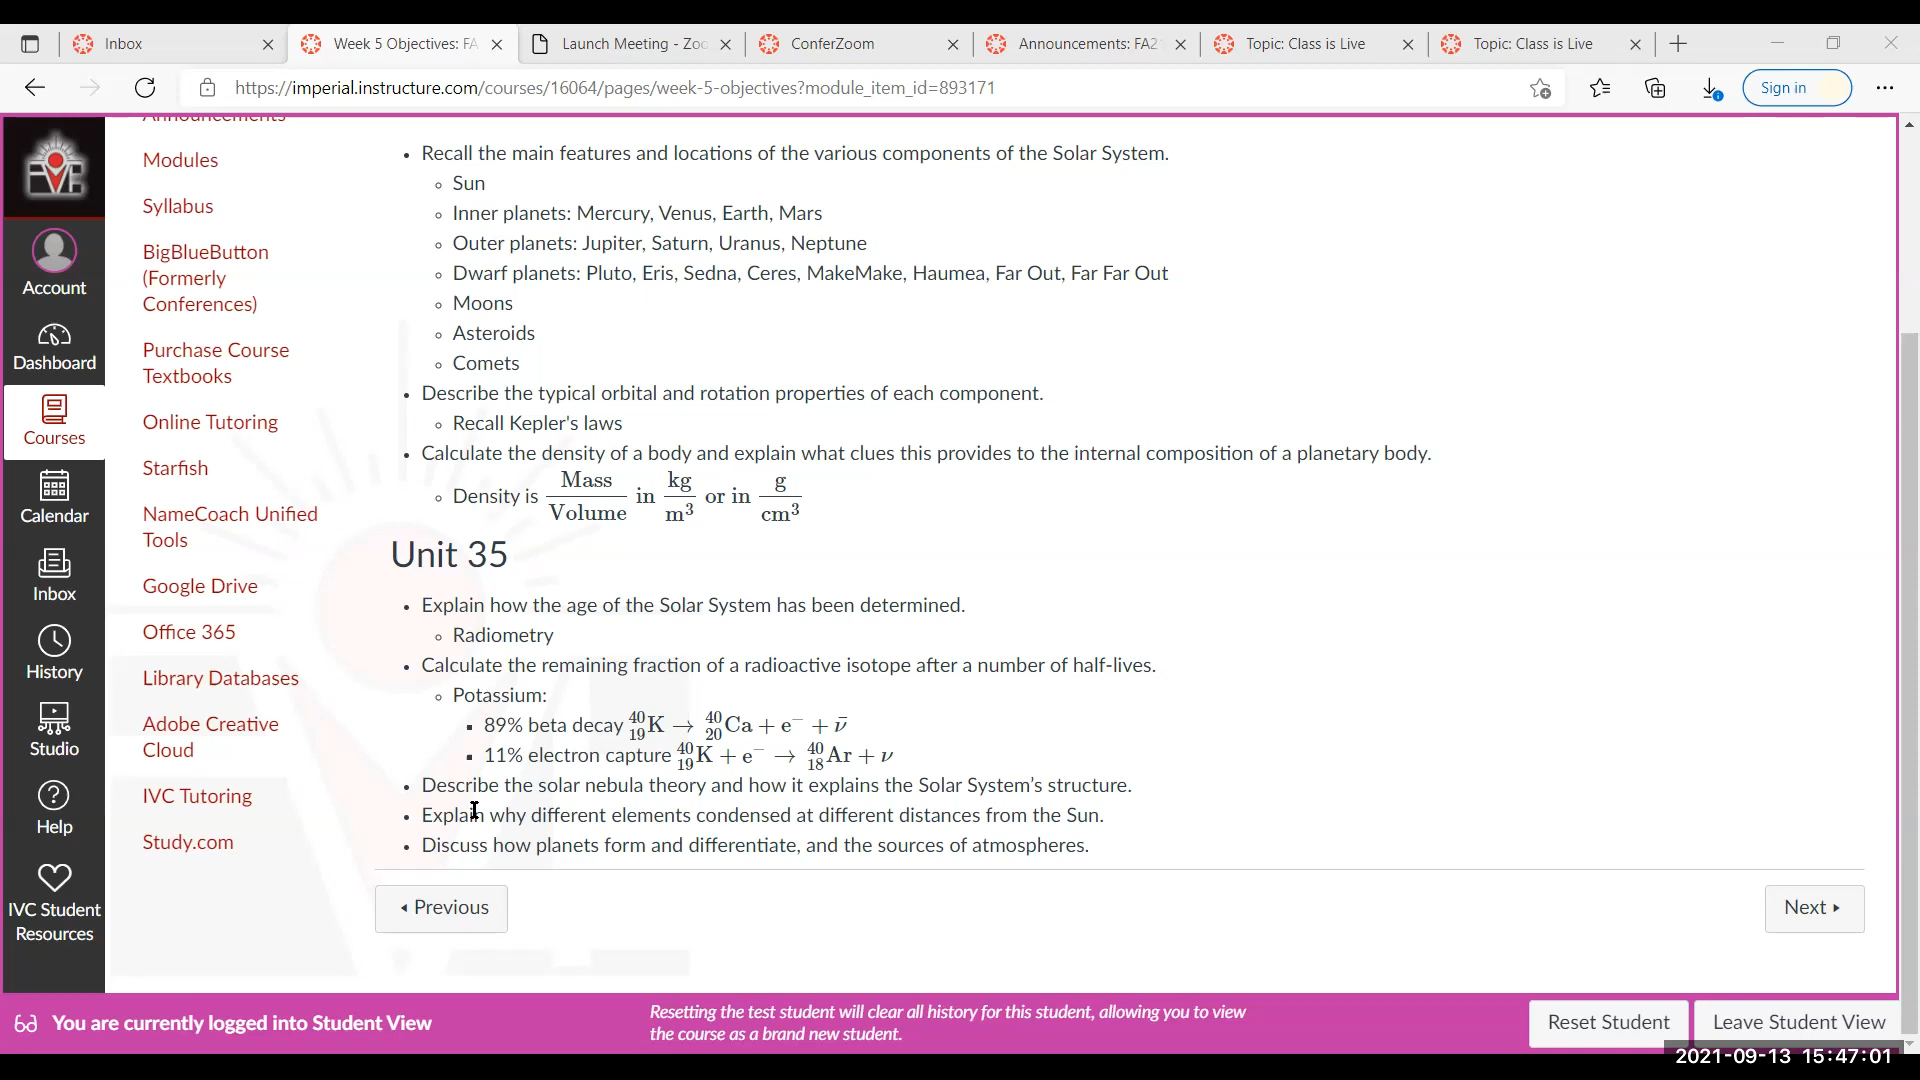 Inbox
Week 5 Objectives: FA
Launch Meeting - Zoo
ConferZoom
Announcements: FA2
Topic: Class is Live
Topic: Class is Live
https://imperial.instructure.com/courses/16064/pages/week-5-objectives?module_item_id=893171
Sign in
Account
Dashboard
Courses
Calendar
Inbox
History
Studio
Help
IVC Student
Resources
Announcements
Modules
Syllabus
BigBlueButton
(Formerly
Conferences)
Purchase Course
Textbooks
Online Tutoring
Starfish
NameCoach Unified
Tools
Google Drive
Office 365
Library Databases
Adobe Creative
Cloud
IVC Tutoring
Study.com
• Recall the main features and locations of the various components of the Solar System.
◦ Sun
◦ Inner planets: Mercury, Venus, Earth, Mars
◦ Outer planets: Jupiter, Saturn, Uranus, Neptune
◦ Dwarf planets: Pluto, Eris, Sedna, Ceres, MakeMake, Haumea, Far Out, Far Far Out
◦ Moons
◦ Asteroids
◦ Comets
• Describe the typical orbital and rotation properties of each component.
◦ Recall Kepler's laws
• Calculate the density of a body and explain what clues this provides to the internal composition of a planetary body.
◦ Density is Mass/Volume in kg/m³ or in g/cm³
Unit 35
• Explain how the age of the Solar System has been determined.
◦ Radiometry
• Calculate the remaining fraction of a radioactive isotope after a number of half-lives.
◦ Potassium:
▪ 89% beta decay ⁴⁰₁₉K → ⁴⁰₂₀Ca + e⁻ + ν̄
▪ 11% electron capture ⁴⁰₁₉K + e⁻ → ⁴⁰₁₈Ar + ν
• Describe the solar nebula theory and how it explains the Solar System’s structure.
• Explain why different elements condensed at different distances from the Sun.
• Discuss how planets form and differentiate, and the sources of atmospheres.
◂ Previous
Next ▸
You are currently logged into Student View
Resetting the test student will clear all history for this student, allowing you to view
the course as a brand new student.
Reset Student
Leave Student View
2021-09-13 15:47:01